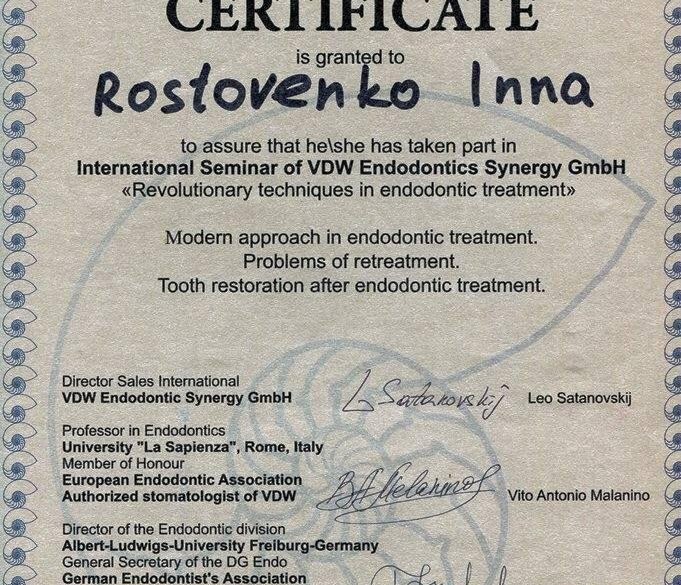 CERTIFICATE
is granted to
Rostovenko Inna
to assure that he\she has taken part in
International Seminar of VDW Endodontics Synergy GmbH
«Revolutionary techniques in endodontic treatment»
Modern approach in endodontic treatment.
Problems of retreatment.
Tooth restoration after endodontic treatment.
Director Sales International
VDW Endodontic Synergy GmbH
L Satanovskij Leo Satanovskij
Professor in Endodontics
University "La Sapienza", Rome, Italy
Member of Honour
European Endodontic Association
Authorized stomatologist of VDW
Vito Antonio Malanino
Director of the Endodontic division
Albert-Ludwigs-University Freiburg-Germany
General Secretary of the DG Endo
German Endodontist's Association